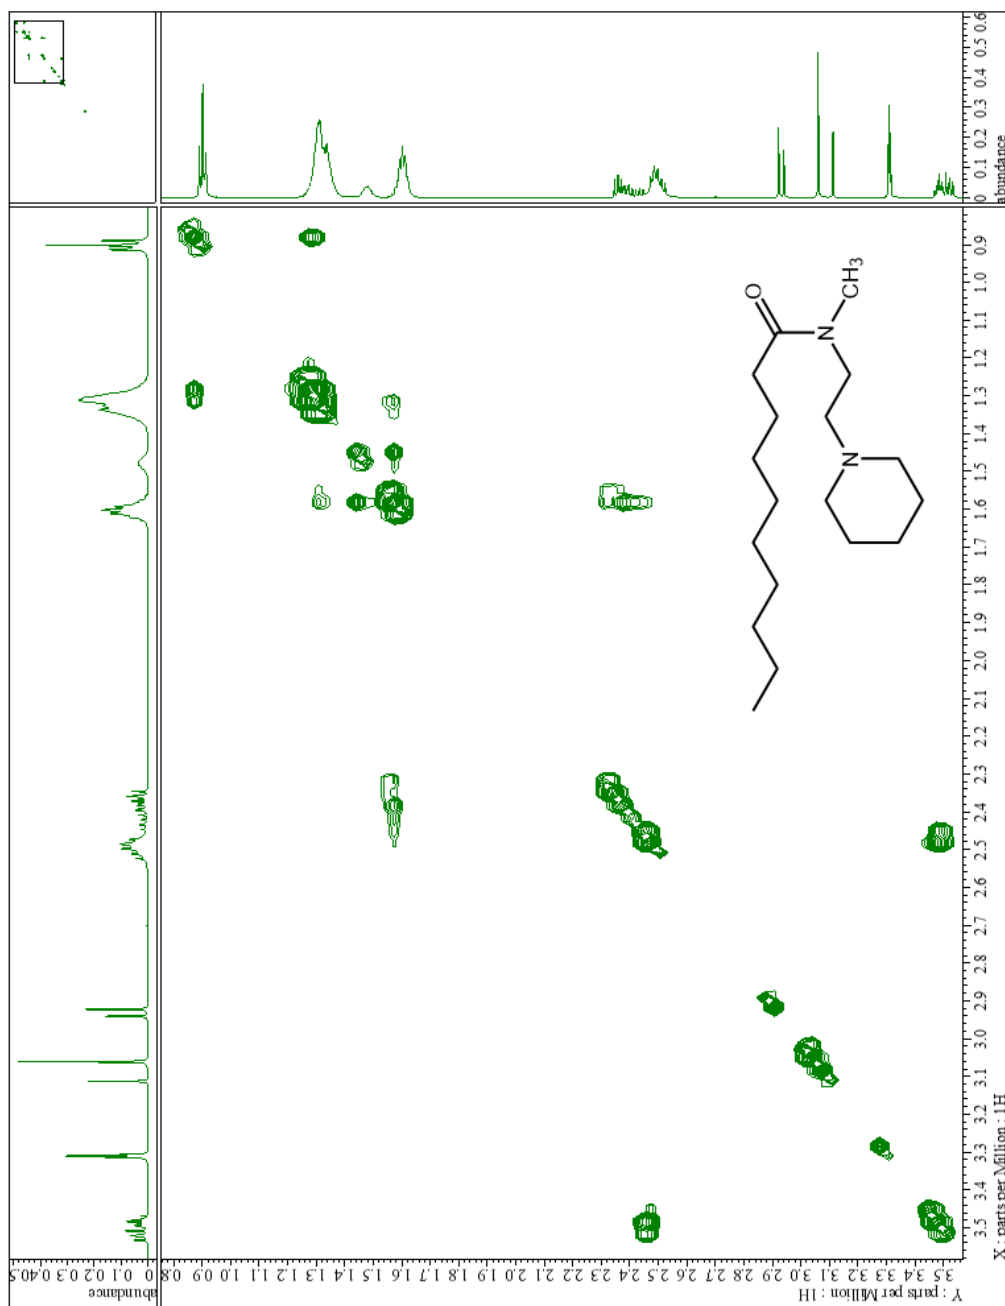 0 0.1 0.2 0.3 0.4 0.5 0.6
abundance
0.9 1.0 1.1 1.2 1.3 1.4 1.5 1.6 1.7 1.8 1.9 2.0 2.1 2.2 2.3 2.4 2.5 2.6 2.7 2.8 2.9 3.0 3.1 3.2 3.3 3.4 3.5
X : parts per Million : 1H
O
CH3
N
N
0.8 0.9 1.0 1.1 1.2 1.3 1.4 1.5 1.6 1.7 1.8 1.9 2.0 2.1 2.2 2.3 2.4 2.5 2.6 2.7 2.8 2.9 3.0 3.1 3.2 3.3 3.4 3.5
Y : parts per Million : 1H
0 0.1 0.2 0.3 0.4 0.5
abundance